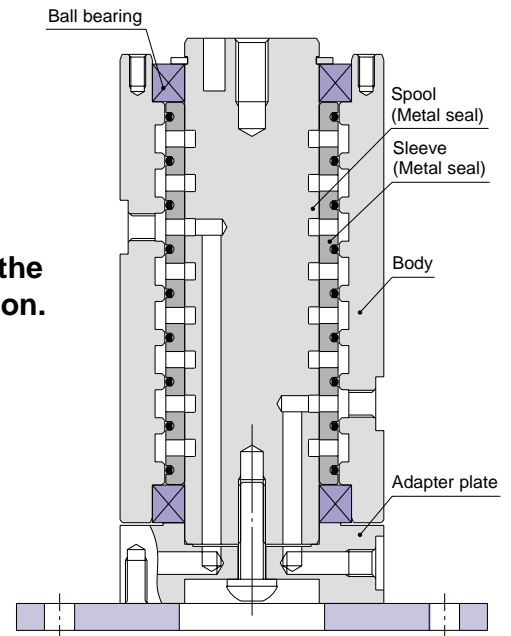 Ball bearing
Spool
(Metal seal)
Sleeve
(Metal seal)
the
on.
Body
Adapter plate